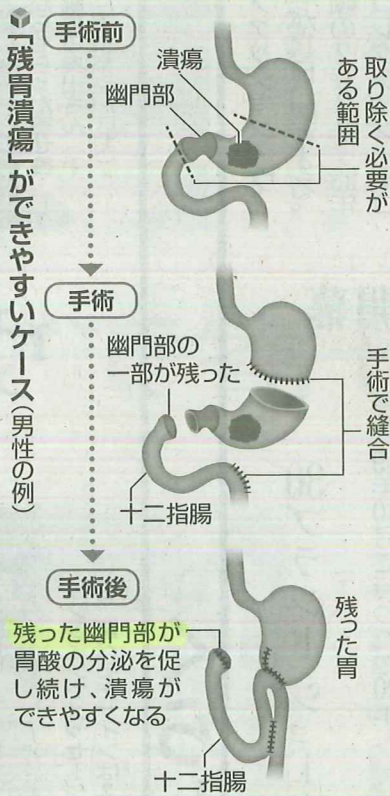 「残胃潰瘍」ができやすいケース(男性の例)
手術前
潰瘍
幽門部
取り除く必要が
ある範囲
手術
幽門部の
一部が残った
手術で縫合
十二指腸
手術後
残った幽門部が
胃酸の分泌を促
し続け、潰瘍が
できやすくなる
残った胃
十二指腸